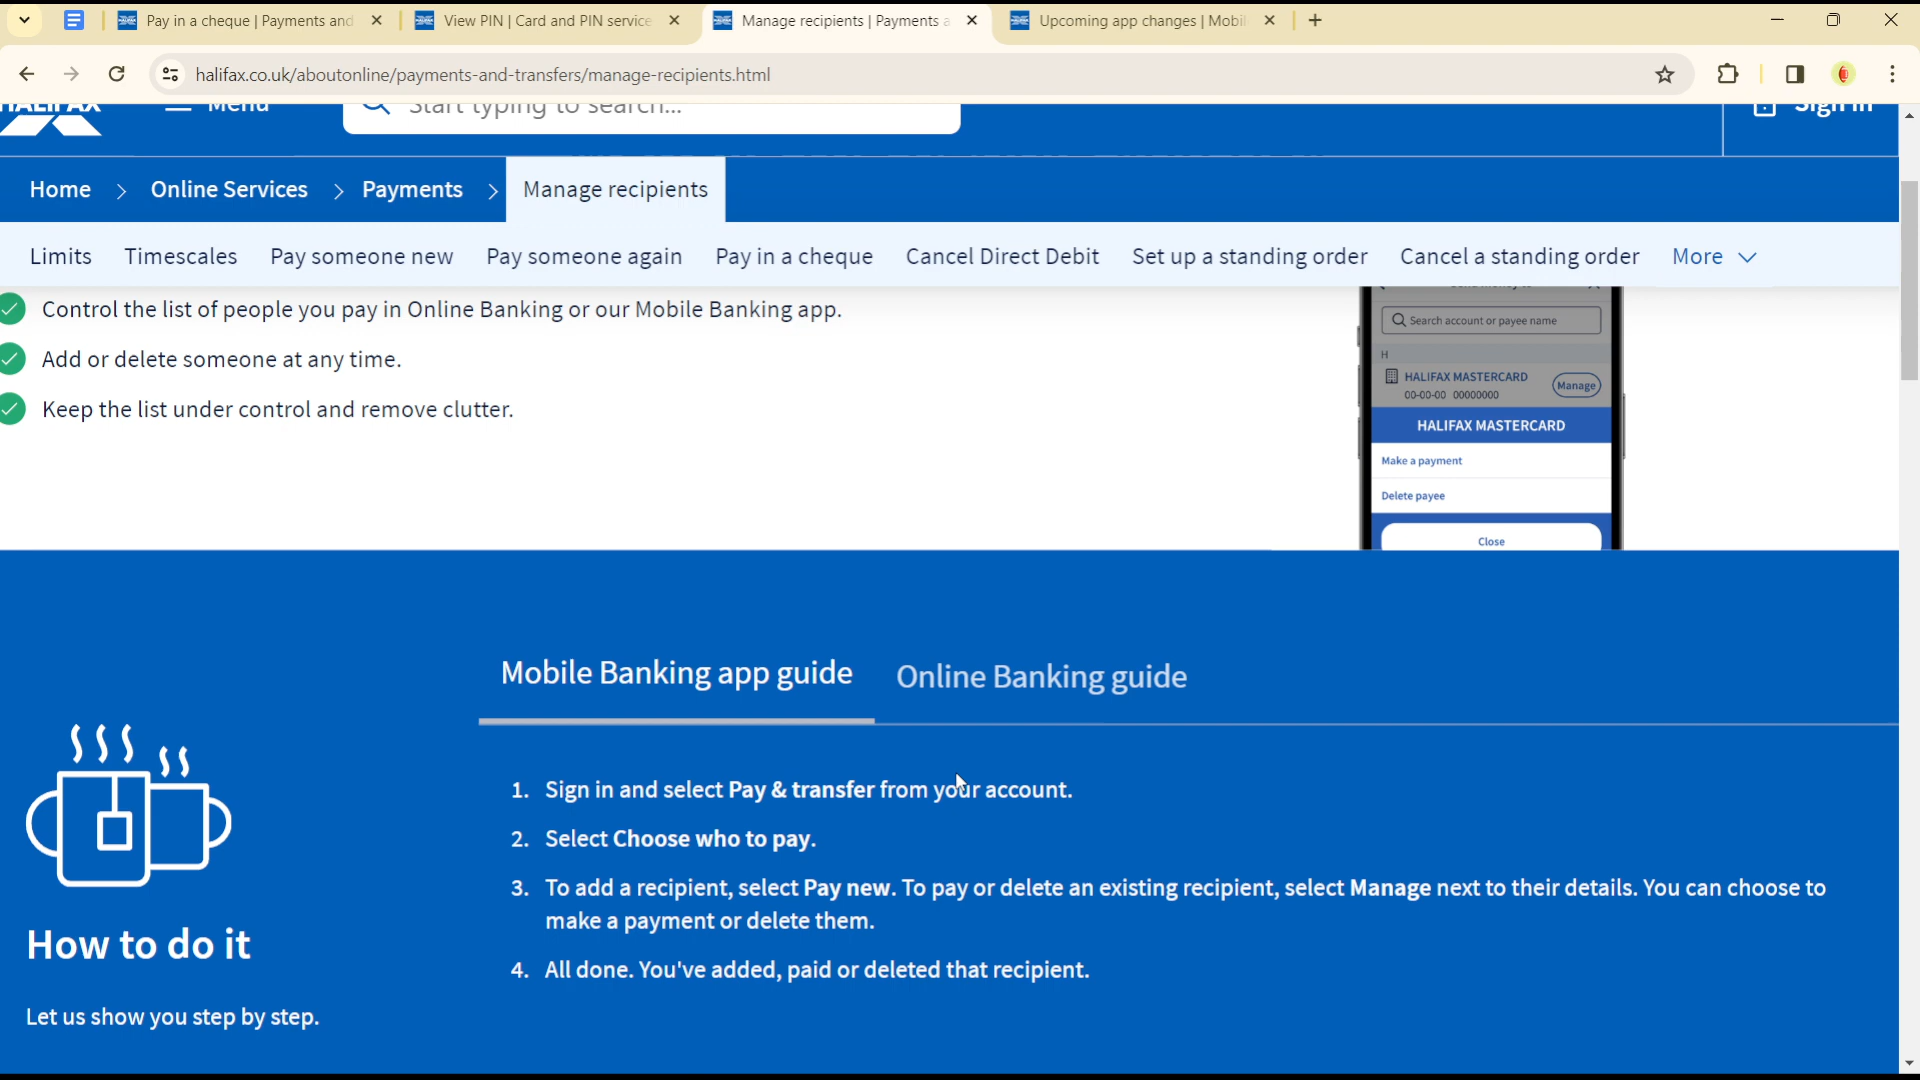 Pay in a cheque | Payments and
View PIN | Card and PIN service
Manage recipients | Payments a
Upcoming app changes | Mobil
halifax.co.uk/aboutonline/payments-and-transfers/manage-recipients.html
HALIFAX
Menu
Start typing to search...
Sign in
Home
Online Services
Payments
Manage recipients
Limits
Timescales
Pay someone new
Pay someone again
Pay in a cheque
Cancel Direct Debit
Set up a standing order
Cancel a standing order
More
Control the list of people you pay in Online Banking or our Mobile Banking app.
Add or delete someone at any time.
Keep the list under control and remove clutter.
Search account or payee name
H
HALIFAX MASTERCARD
00-00-00 00000000
Manage
HALIFAX MASTERCARD
Make a payment
Delete payee
Close
Mobile Banking app guide
Online Banking guide
1. Sign in and select Pay & transfer from your account.
2. Select Choose who to pay.
3. To add a recipient, select Pay new. To pay or delete an existing recipient, select Manage next to their details. You can choose to
make a payment or delete them.
4. All done. You've added, paid or deleted that recipient.
How to do it
Let us show you step by step.